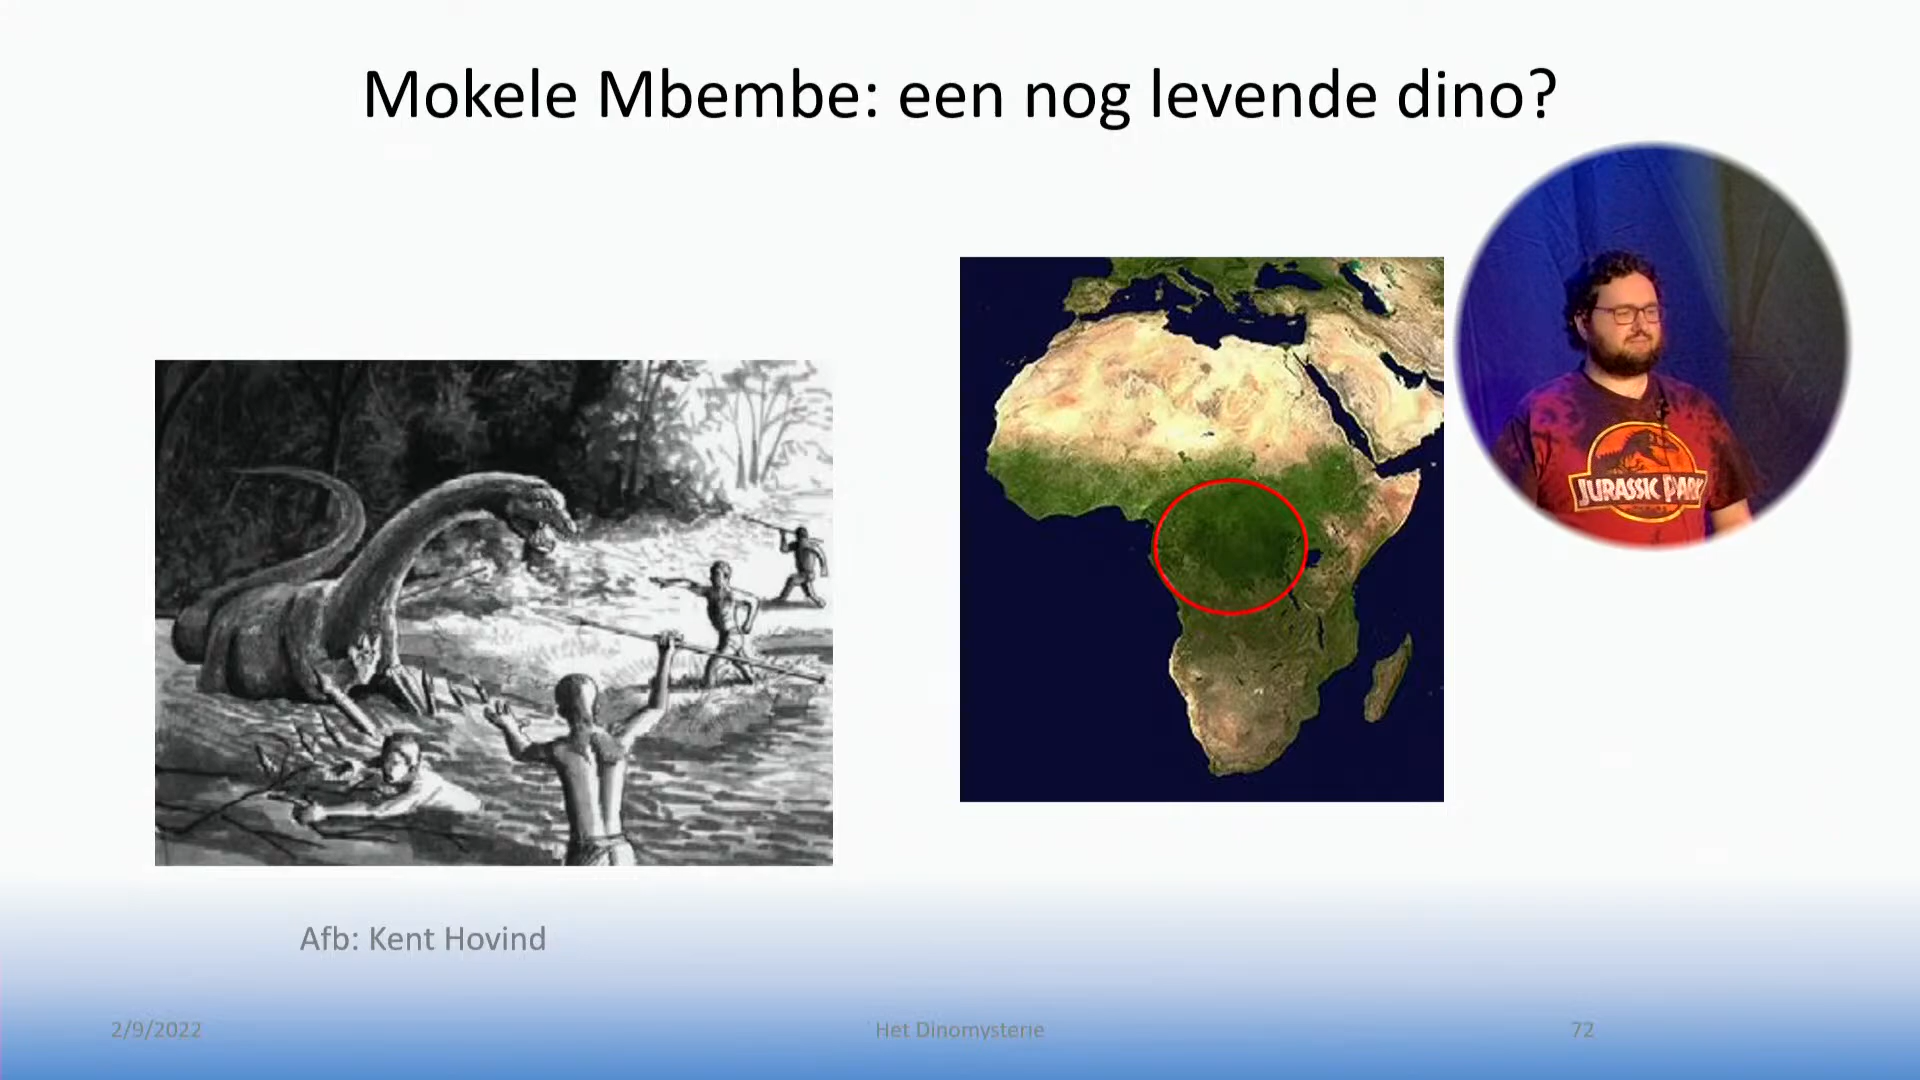 Mokele Mbembe: een nog levende dino?
JURASSIC PARK
Afb: Kent Hovind
2/9/2022
Het Dinomysterie
72